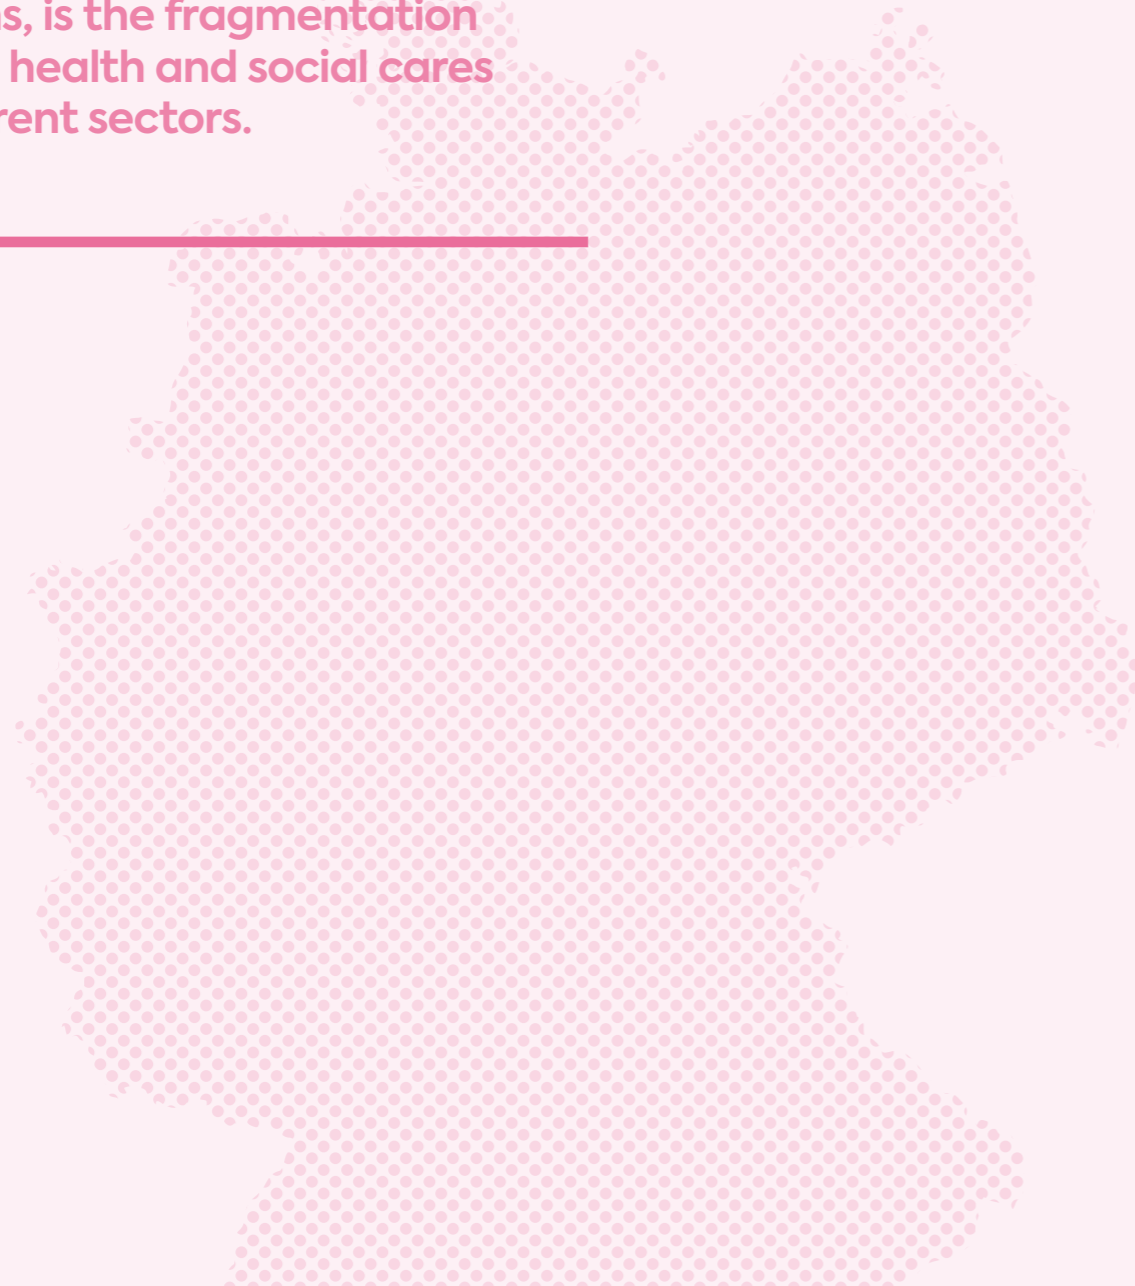 s, is the fragmentation
health and social cares
rent sectors.